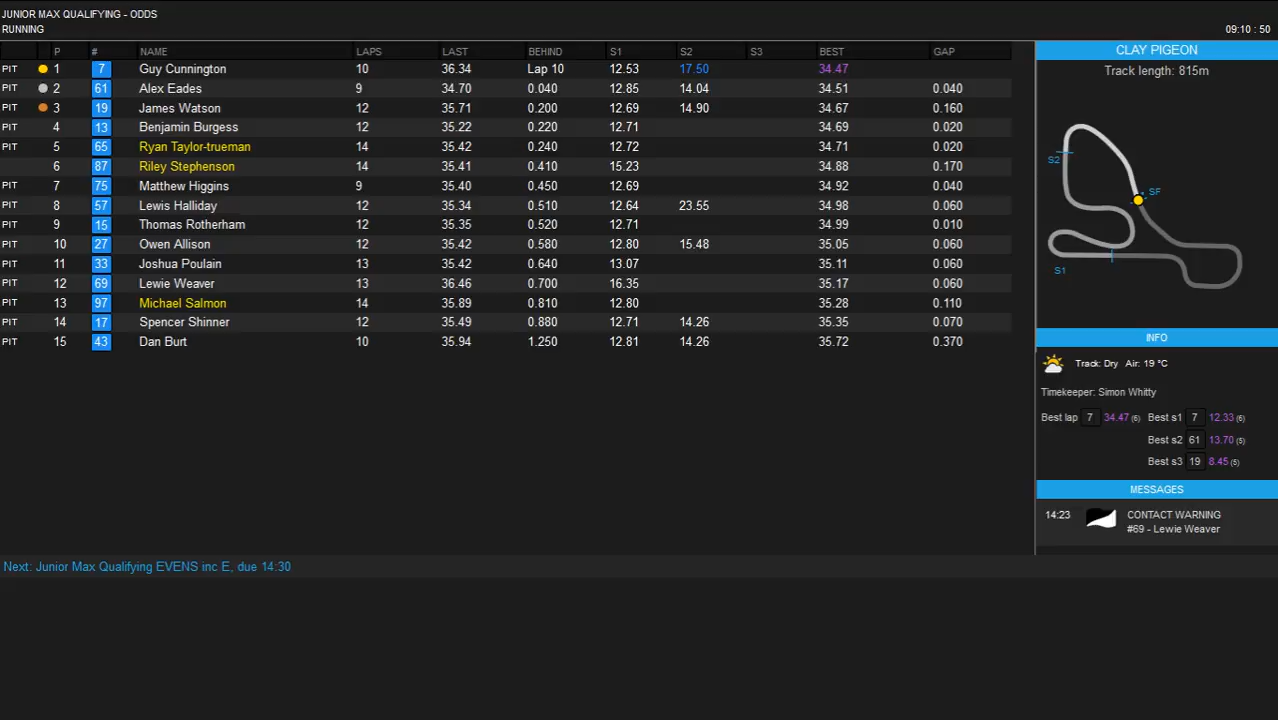 JUNIOR MAX QUALIFYING - ODDS
RUNNING
09:10 : 50
P # NAME LAPS LAST BEHIND S1 S2 S3 BEST GAP
PIT 1 7 Guy Cunnington 10 36.34 Lap 10 12.53 17.50 34.47
PIT 2 61 Alex Eades 9 34.70 0.040 12.85 14.04 34.51 0.040
PIT 3 19 James Watson 12 35.71 0.200 12.69 14.90 34.67 0.160
PIT 4 13 Benjamin Burgess 12 35.22 0.220 12.71 34.69 0.020
PIT 5 65 Ryan Taylor-trueman 14 35.42 0.240 12.72 34.71 0.020
6 87 Riley Stephenson 14 35.41 0.410 15.23 34.88 0.170
PIT 7 75 Matthew Higgins 9 35.40 0.450 12.69 34.92 0.040
PIT 8 57 Lewis Halliday 12 35.34 0.510 12.64 23.55 34.98 0.060
PIT 9 15 Thomas Rotherham 12 35.35 0.520 12.71 34.99 0.010
PIT 10 27 Owen Allison 12 35.42 0.580 12.80 15.48 35.05 0.060
PIT 11 33 Joshua Poulain 13 35.42 0.640 13.07 35.11 0.060
PIT 12 69 Lewie Weaver 13 36.46 0.700 16.35 35.17 0.060
PIT 13 97 Michael Salmon 14 35.89 0.810 12.80 35.28 0.110
PIT 14 17 Spencer Shinner 12 35.49 0.880 12.71 14.26 35.35 0.070
PIT 15 43 Dan Burt 10 35.94 1.250 12.81 14.26 35.72 0.370
CLAY PIGEON
Track length: 815m
S2
SF
S1
INFO
Track: Dry Air: 19 °C
Timekeeper: Simon Whitty
Best lap 7 34.47 (6) Best s1 7 12.33 (6)
Best s2 61 13.70 (5)
Best s3 19 8.45 (5)
MESSAGES
14:23 CONTACT WARNING
#69 - Lewie Weaver
Next: Junior Max Qualifying EVENS inc E, due 14:30